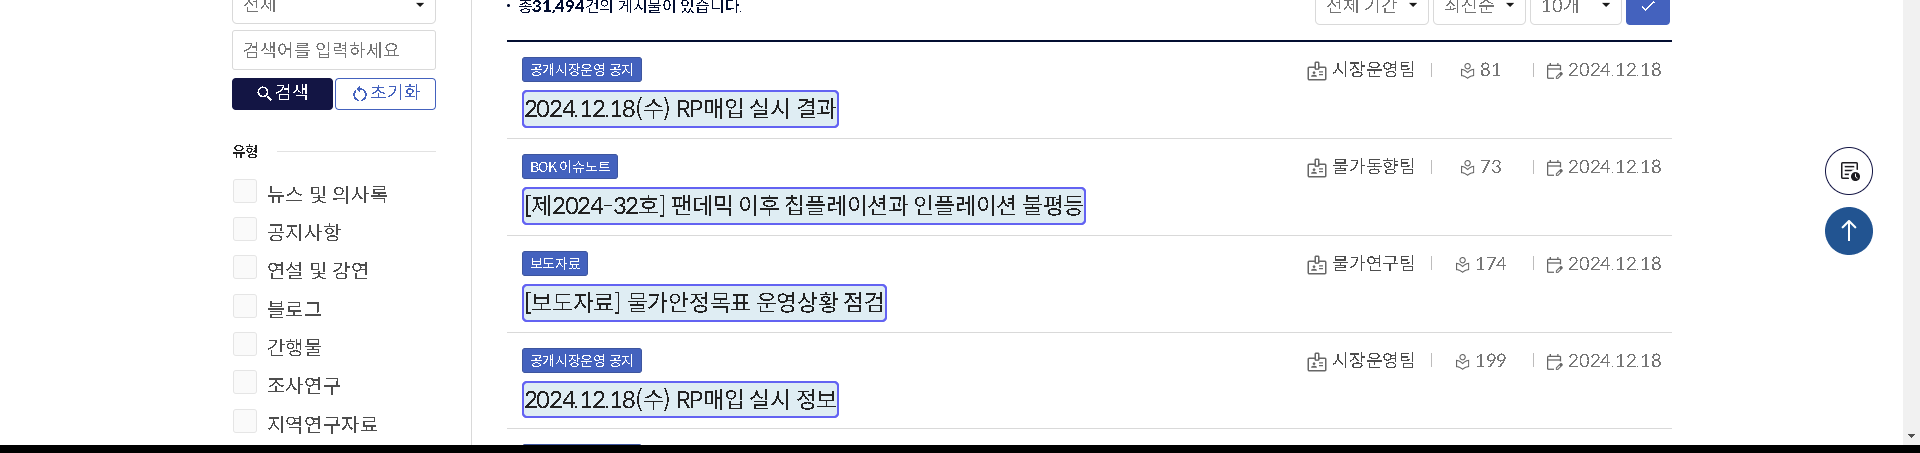 전체
· 총31,494건의 게시물이 있습니다.
전체 기간
최신순
10개
검색어를 입력하세요
검색
초기화
유형
뉴스 및 의사록
공지사항
연설 및 강연
블로그
간행물
조사연구
지역연구자료
공개시장운영 공지
시장운영팀 81 2024.12.18
2024.12.18(수) RP매입 실시 결과
BOK 이슈노트
물가동향팀 73 2024.12.18
[제2024-32호] 팬데믹 이후 칩플레이션과 인플레이션 불평등
보도자료
물가연구팀 174 2024.12.18
[보도자료] 물가안정목표 운영상황 점검
공개시장운영 공지
시장운영팀 199 2024.12.18
2024.12.18(수) RP매입 실시 정보